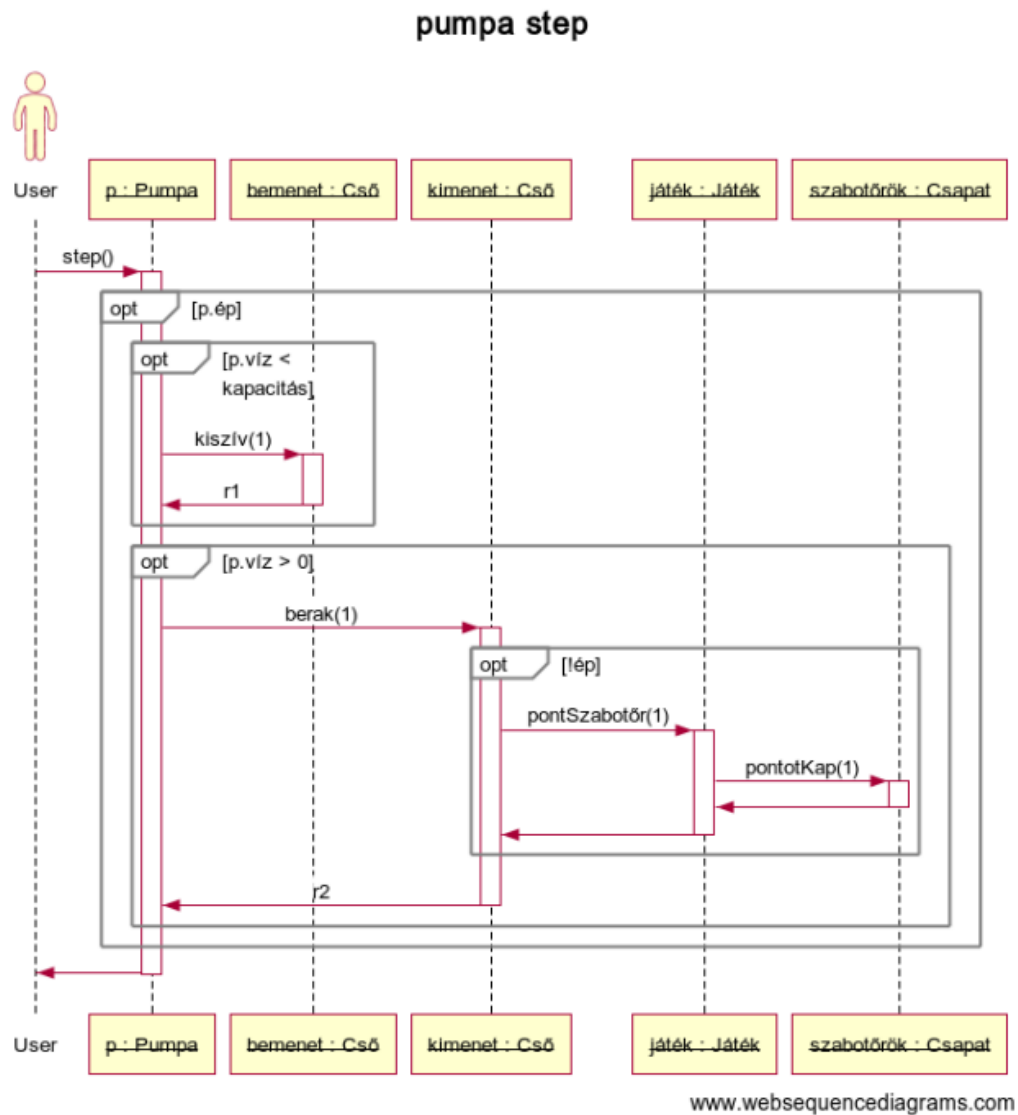 pumpa step
User
p : Pumpa
bemenet : Cső
kimenet : Cső
játék : Játék
szabotőrök : Csapat
step()
opt
[p.ép]
opt
[p.víz <
kapacitás]
kiszív(1)
r1
opt
[p.víz > 0]
berak(1)
opt
[!ép]
pontSzabotőr(1)
pontotKap(1)
r2
User
p : Pumpa
bemenet : Cső
kimenet : Cső
játék : Játék
szabotőrök : Csapat
www.websequencediagrams.com